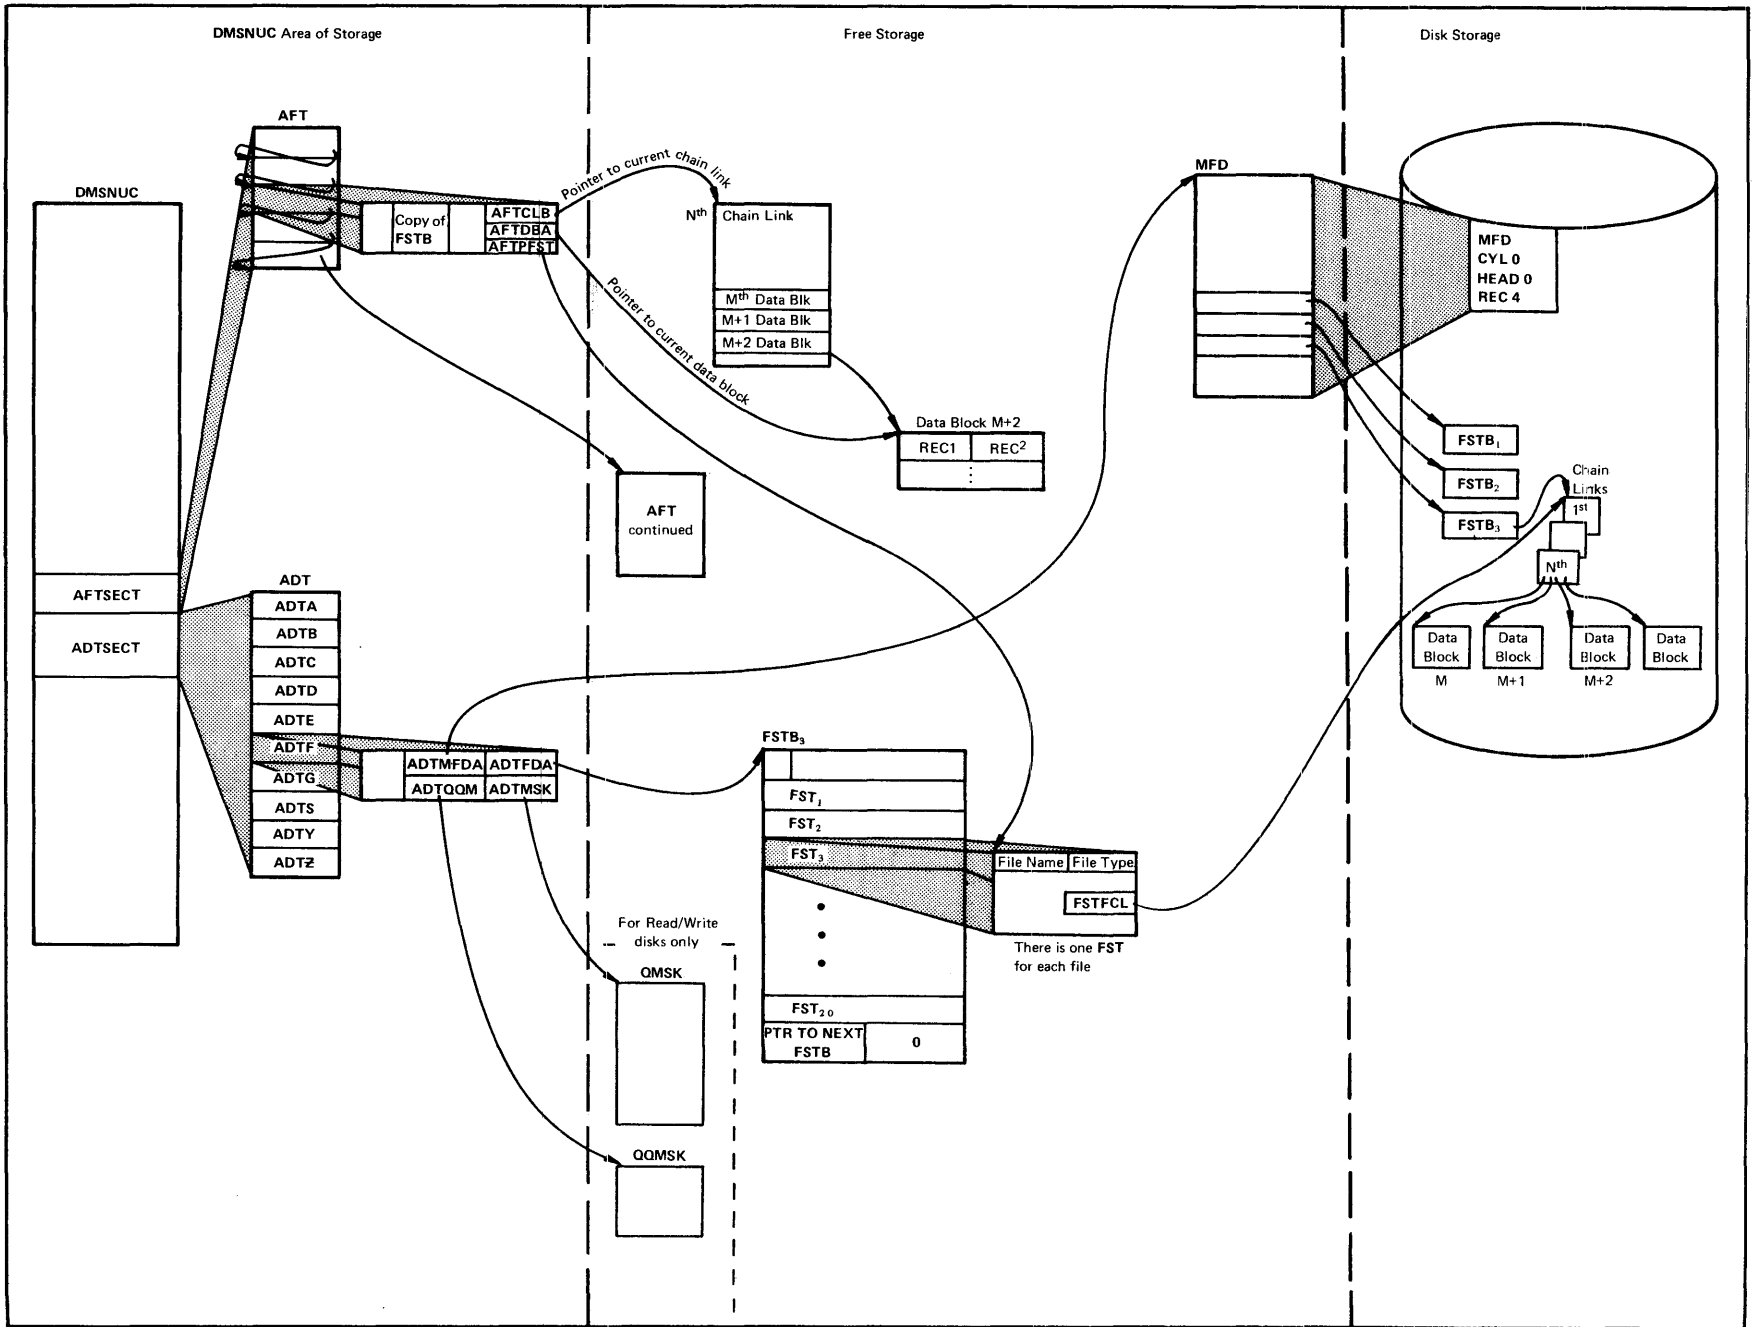 DMSNUC Area of Storage
Free Storage
Disk Storage
AFT
DMSNUC
Copy of
FSTB
AFTCLB
AFTDBA
AFTPFST
Pointer to current chain link
Pointer to current data block
Nth Chain Link
Mth Data Blk
M+1 Data Blk
M+2 Data Blk
Data Block M+2
REC1 REC2
AFT
continued
MFD
MFD
CYL 0
HEAD 0
REC 4
FSTB1
FSTB2
FSTB3
Chain
Links
1st
Nth
Data
Block
M
Data
Block
M+1
Data
Block
M+2
Data
Block
AFTSECT
ADTSECT
ADT
ADTA
ADTB
ADTC
ADTD
ADTE
ADTF
ADTG
ADTS
ADTY
ADTZ
ADTMFDA ADTFDA
ADTQQM ADTMSK
FSTB3
FST1
FST2
FST3
FST20
PTR TO NEXT
FSTB
0
File Name File Type
FSTFCL
There is one FST
for each file
For Read/Write
disks only
QMSK
QQMSK